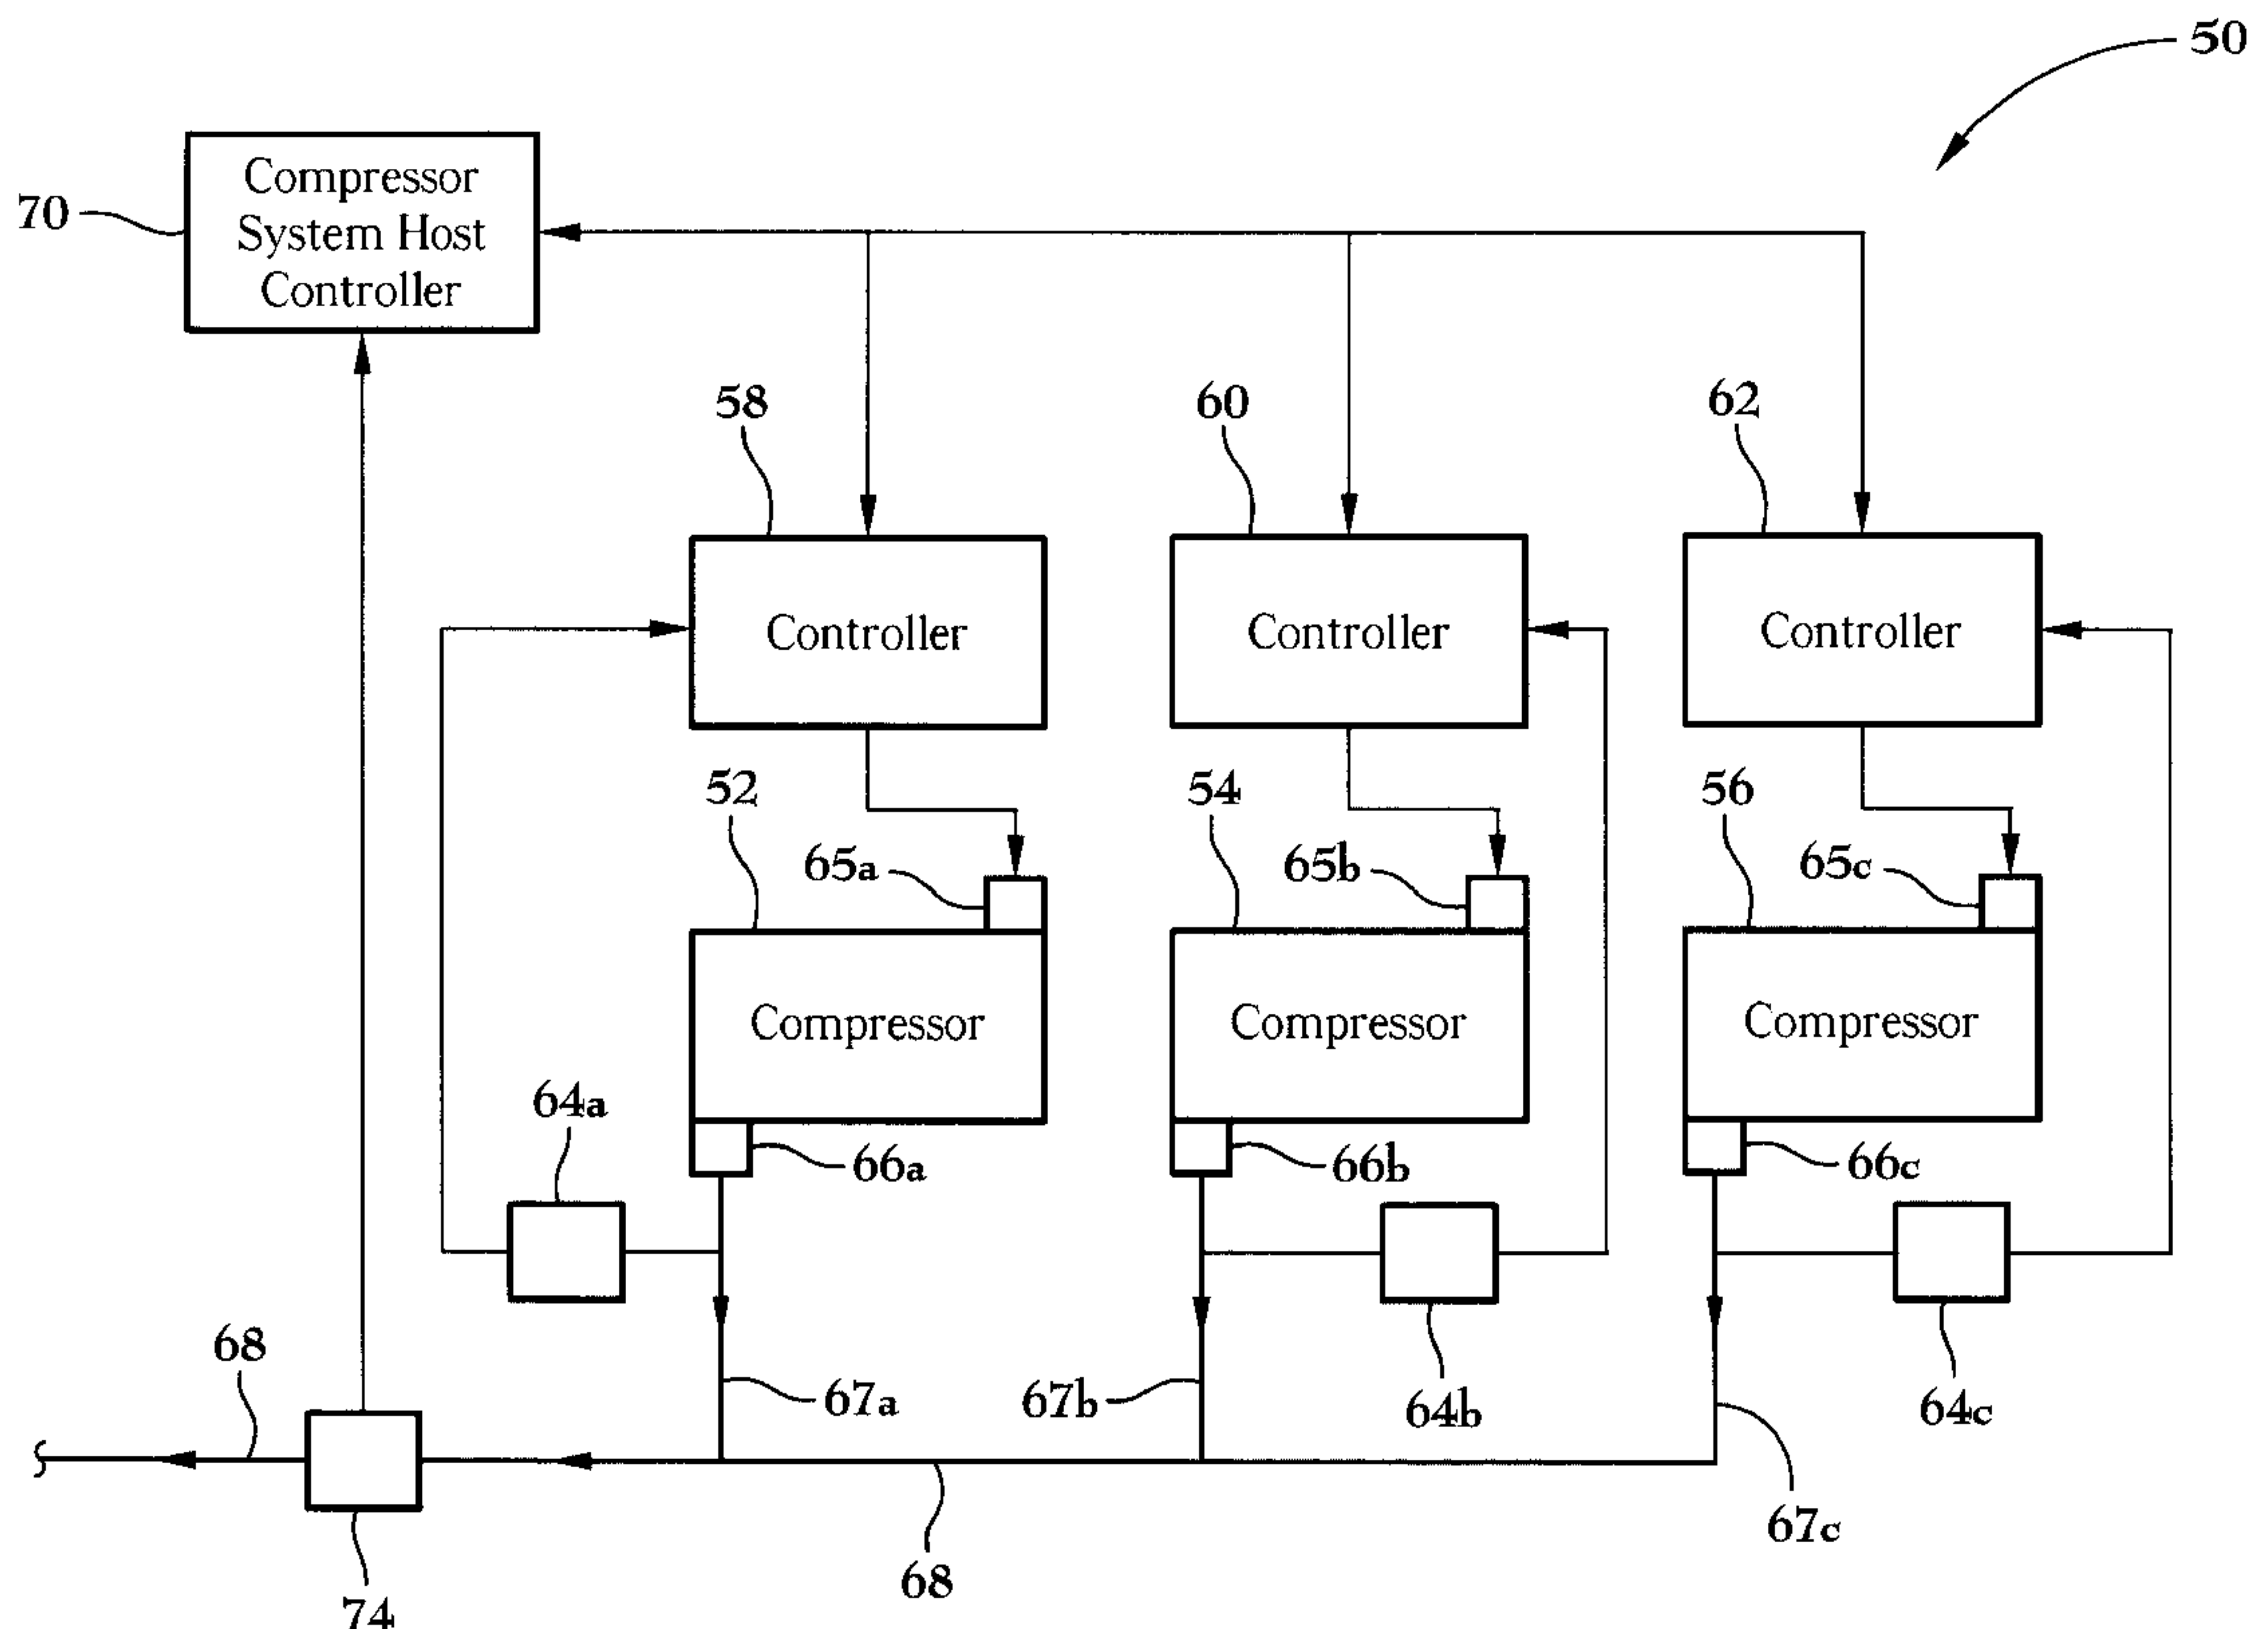 50
70
Compressor
System Host
Controller
58
60
62
Controller
Controller
Controller
52
54
56
65a
65b
65c
Compressor
Compressor
Compressor
64a
66a
66b
66c
68
67a
67b
64b
64c
67c
68
74